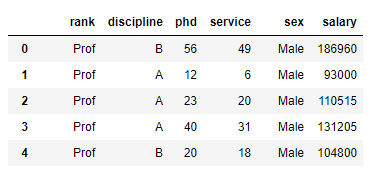 rank discipline phd service sex salary
0 Prof B 56 49 Male 186960
1 Prof A 12 6 Male 93000
2 Prof A 23 20 Male 110515
3 Prof A 40 31 Male 131205
4 Prof B 20 18 Male 104800